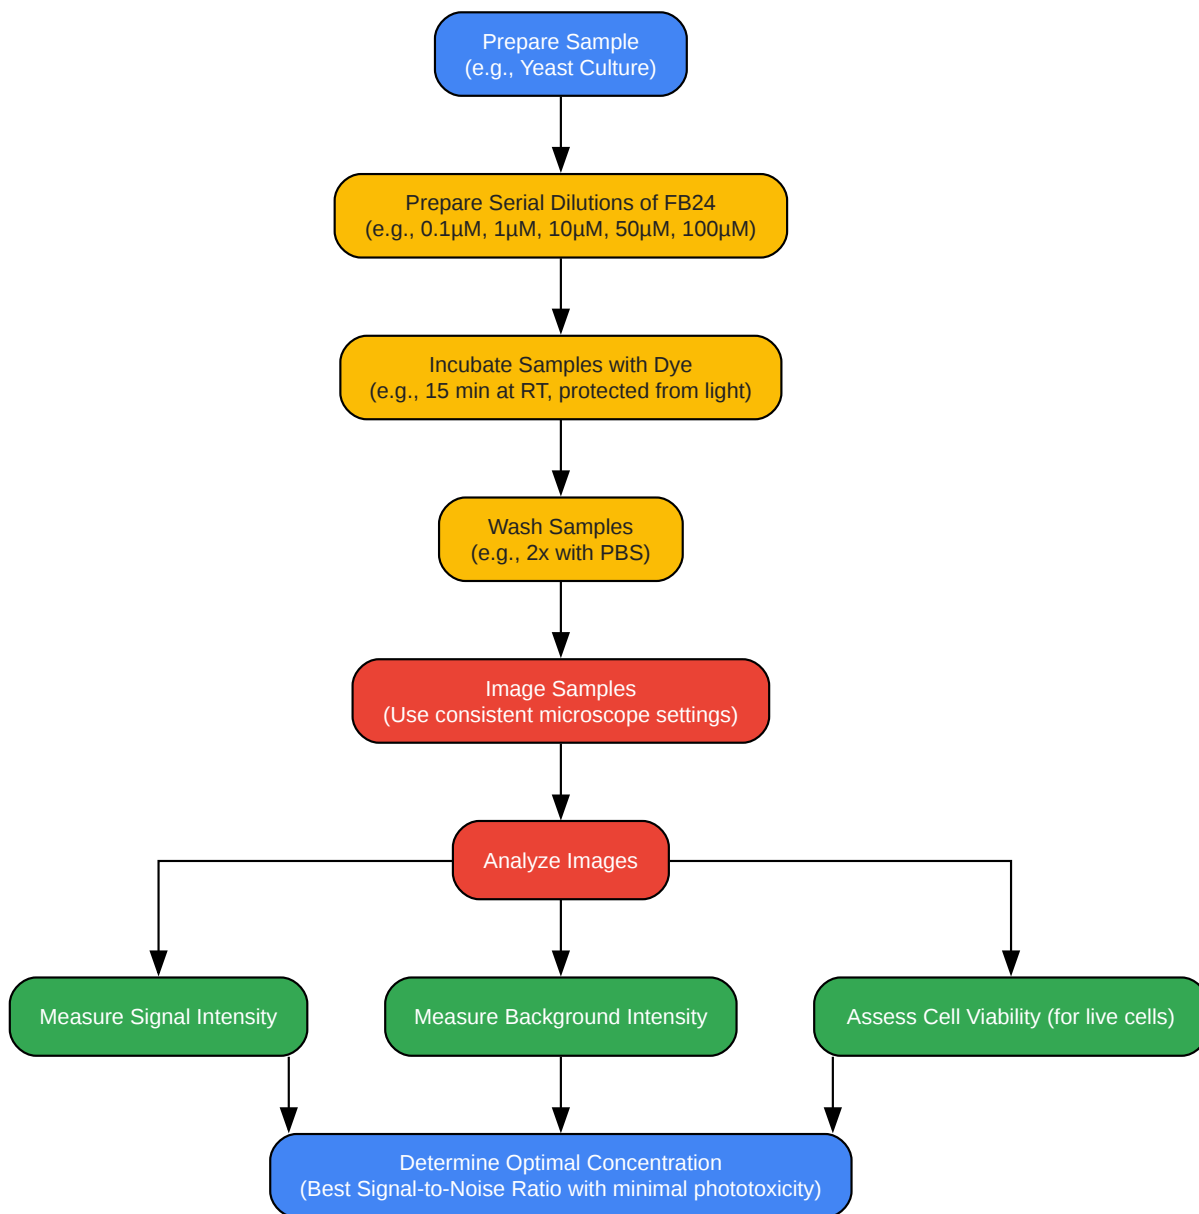 Prepare Sample
(e.g., Yeast Culture)
Prepare Serial Dilutions of FB24
(e.g., 0.1µM, 1µM, 10µM, 50µM, 100µM)
Incubate Samples with Dye
(e.g., 15 min at RT, protected from light)
Wash Samples
(e.g., 2x with PBS)
Image Samples
(Use consistent microscope settings)
Analyze Images
Measure Signal Intensity
Measure Background Intensity
Assess Cell Viability (for live cells)
Determine Optimal Concentration
(Best Signal-to-Noise Ratio with minimal phototoxicity)